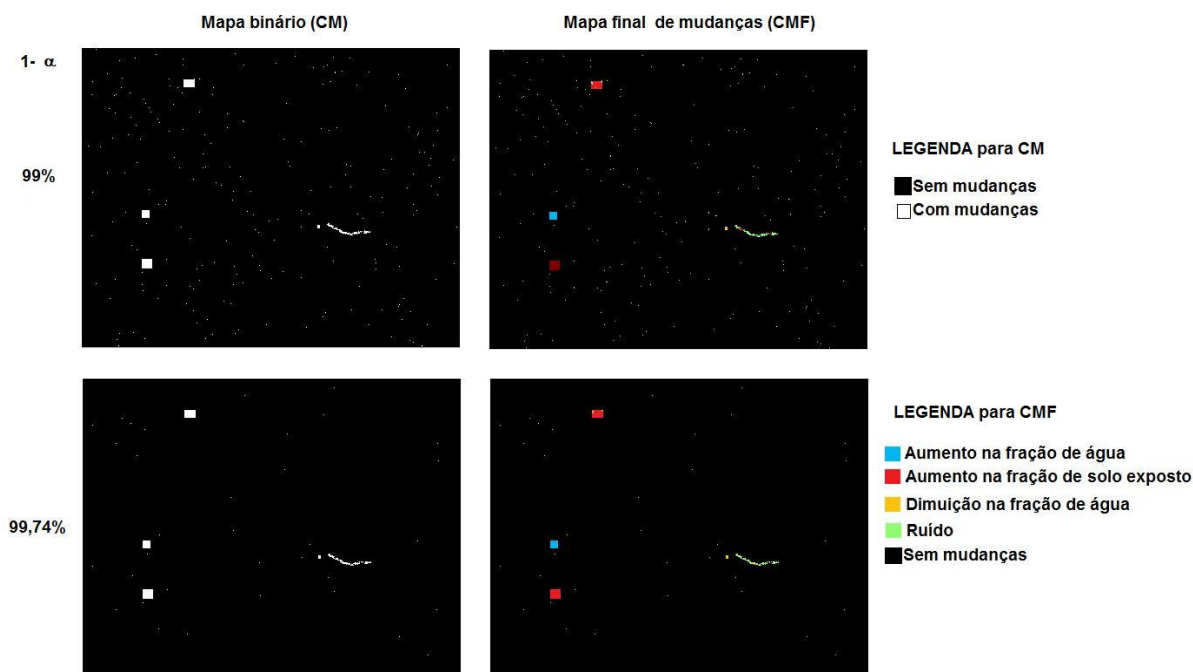 Mapa binário (CM)
Mapa final de mudanças (CMF)
1- α
99%
LEGENDA para CM
Sem mudanças
Com mudanças
99,74%
LEGENDA para CMF
Aumento na fração de água
Aumento na fração de solo exposto
Dimuição na fração de água
Ruído
Sem mudanças